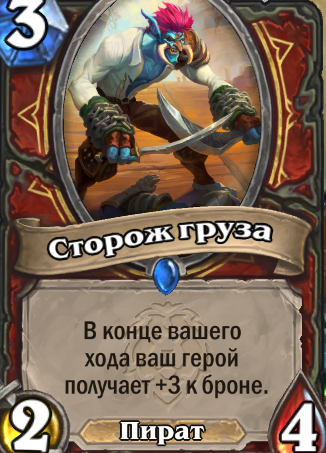 3
Сторож груза
В конце вашего
хода ваш герой
получает +3 к броне.
2
Пират
4